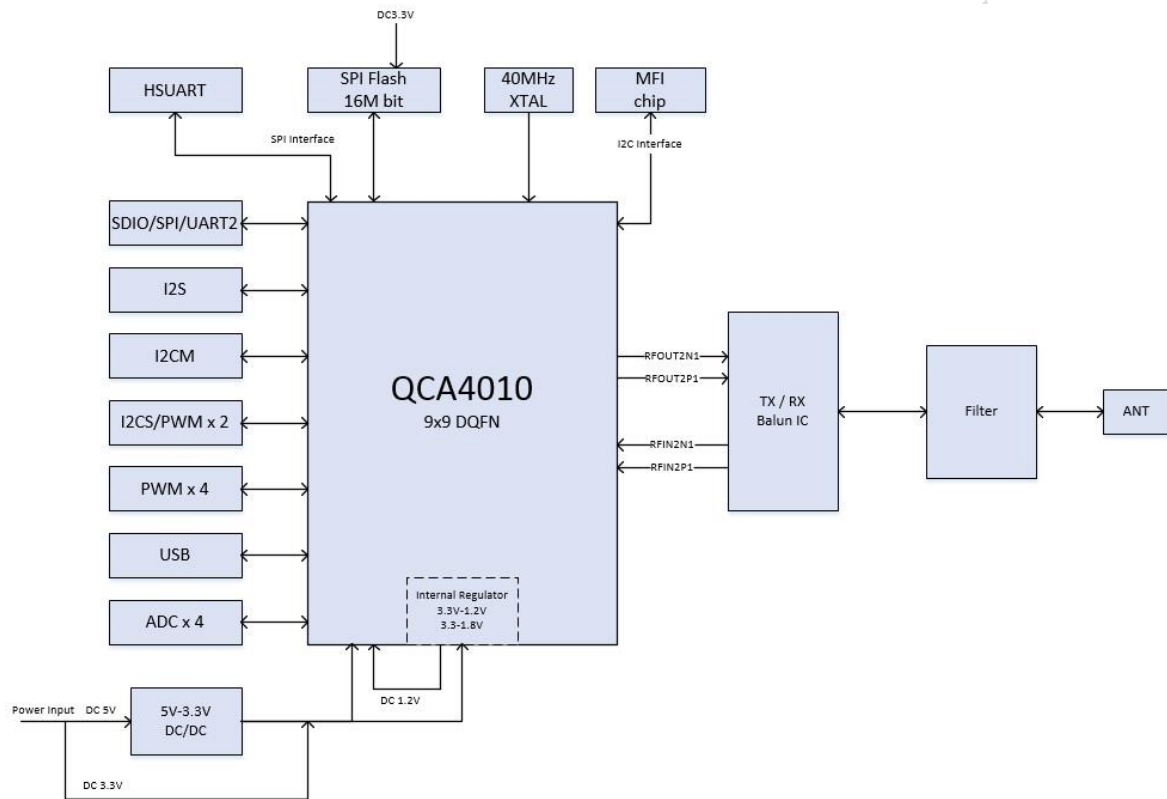 DC3.3V
HSUART
SPI Flash
16M bit
40MHz
XTAL
MFI
chip
SPI Interface
I2C Interface
SDIO/SPI/UART2
I2S
I2CM
I2CS/PWM x 2
PWM x 4
USB
ADC x 4
QCA4010
9x9 DQFN
RFOUT2N1
RFOUT2P1
RFIN2N1
RFIN2P1
TX / RX
Balun IC
Filter
ANT
Internal Regulator
3.3V-1.2V
3.3-1.8V
DC 1.2V
Power Input
DC 5V
5V-3.3V
DC/DC
DC 3.3V